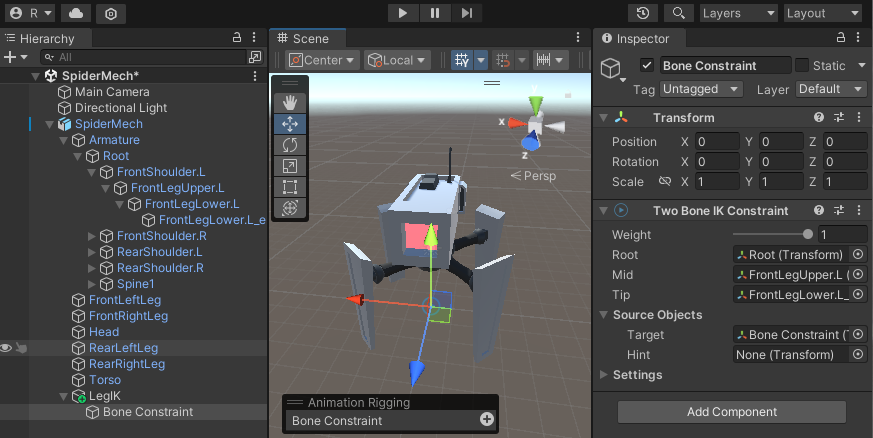 R
Layers
Layout
Hierarchy
All
SpiderMech*
Main Camera
Directional Light
SpiderMech
Armature
Root
FrontShoulder.L
FrontLegUpper.L
FrontLegLower.L
FrontLegLower.L_e
FrontShoulder.R
RearShoulder.L
RearShoulder.R
Spine1
FrontLeftLeg
FrontRightLeg
Head
RearLeftLeg
RearRightLeg
Torso
LegIK
Bone Constraint
Scene
Center
Local
Y
y
x
z
Persp
Animation Rigging
Bone Constraint
Inspector
Bone Constraint
Static
Tag Untagged Layer Default
Transform
Position X 0 Y 0 Z 0
Rotation X 0 Y 0 Z 0
Scale X 1 Y 1 Z 1
Two Bone IK Constraint
Weight 1
Root Root (Transform)
Mid FrontLegUpper.L (
Tip FrontLegLower.L_
Source Objects
Target Bone Constraint (T
Hint None (Transform)
Settings
Add Component